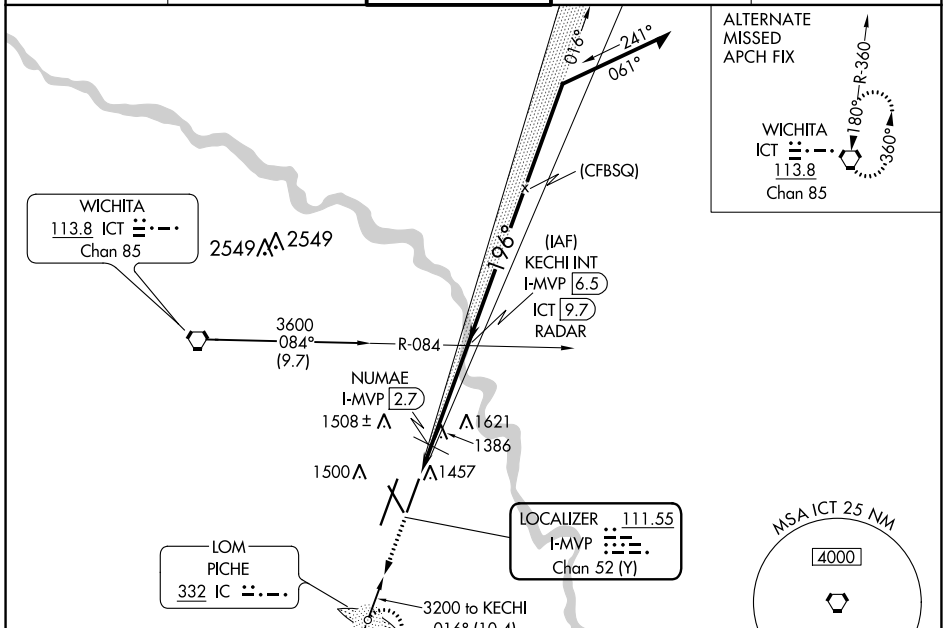 ALTERNATE
MISSED
APCH FIX
R-360
180°
360°
WICHITA
ICT
113.8
Chan 85
016°
241°
061°
(CFBSQ)
196°
WICHITA
113.8 ICT
Chan 85
2549
2549
(IAF)
KECHI INT
I-MVP 6.5
ICT 9.7
RADAR
3600
084°
(9.7)
R-084
NUMAE
I-MVP 2.7
1508 ±
1621
1386
1500
1457
LOCALIZER 111.55
I-MVP
Chan 52 (Y)
LOM
PICHE
332 IC
3200 to KECHI
016° (10.4)
MSA ICT 25 NM
4000